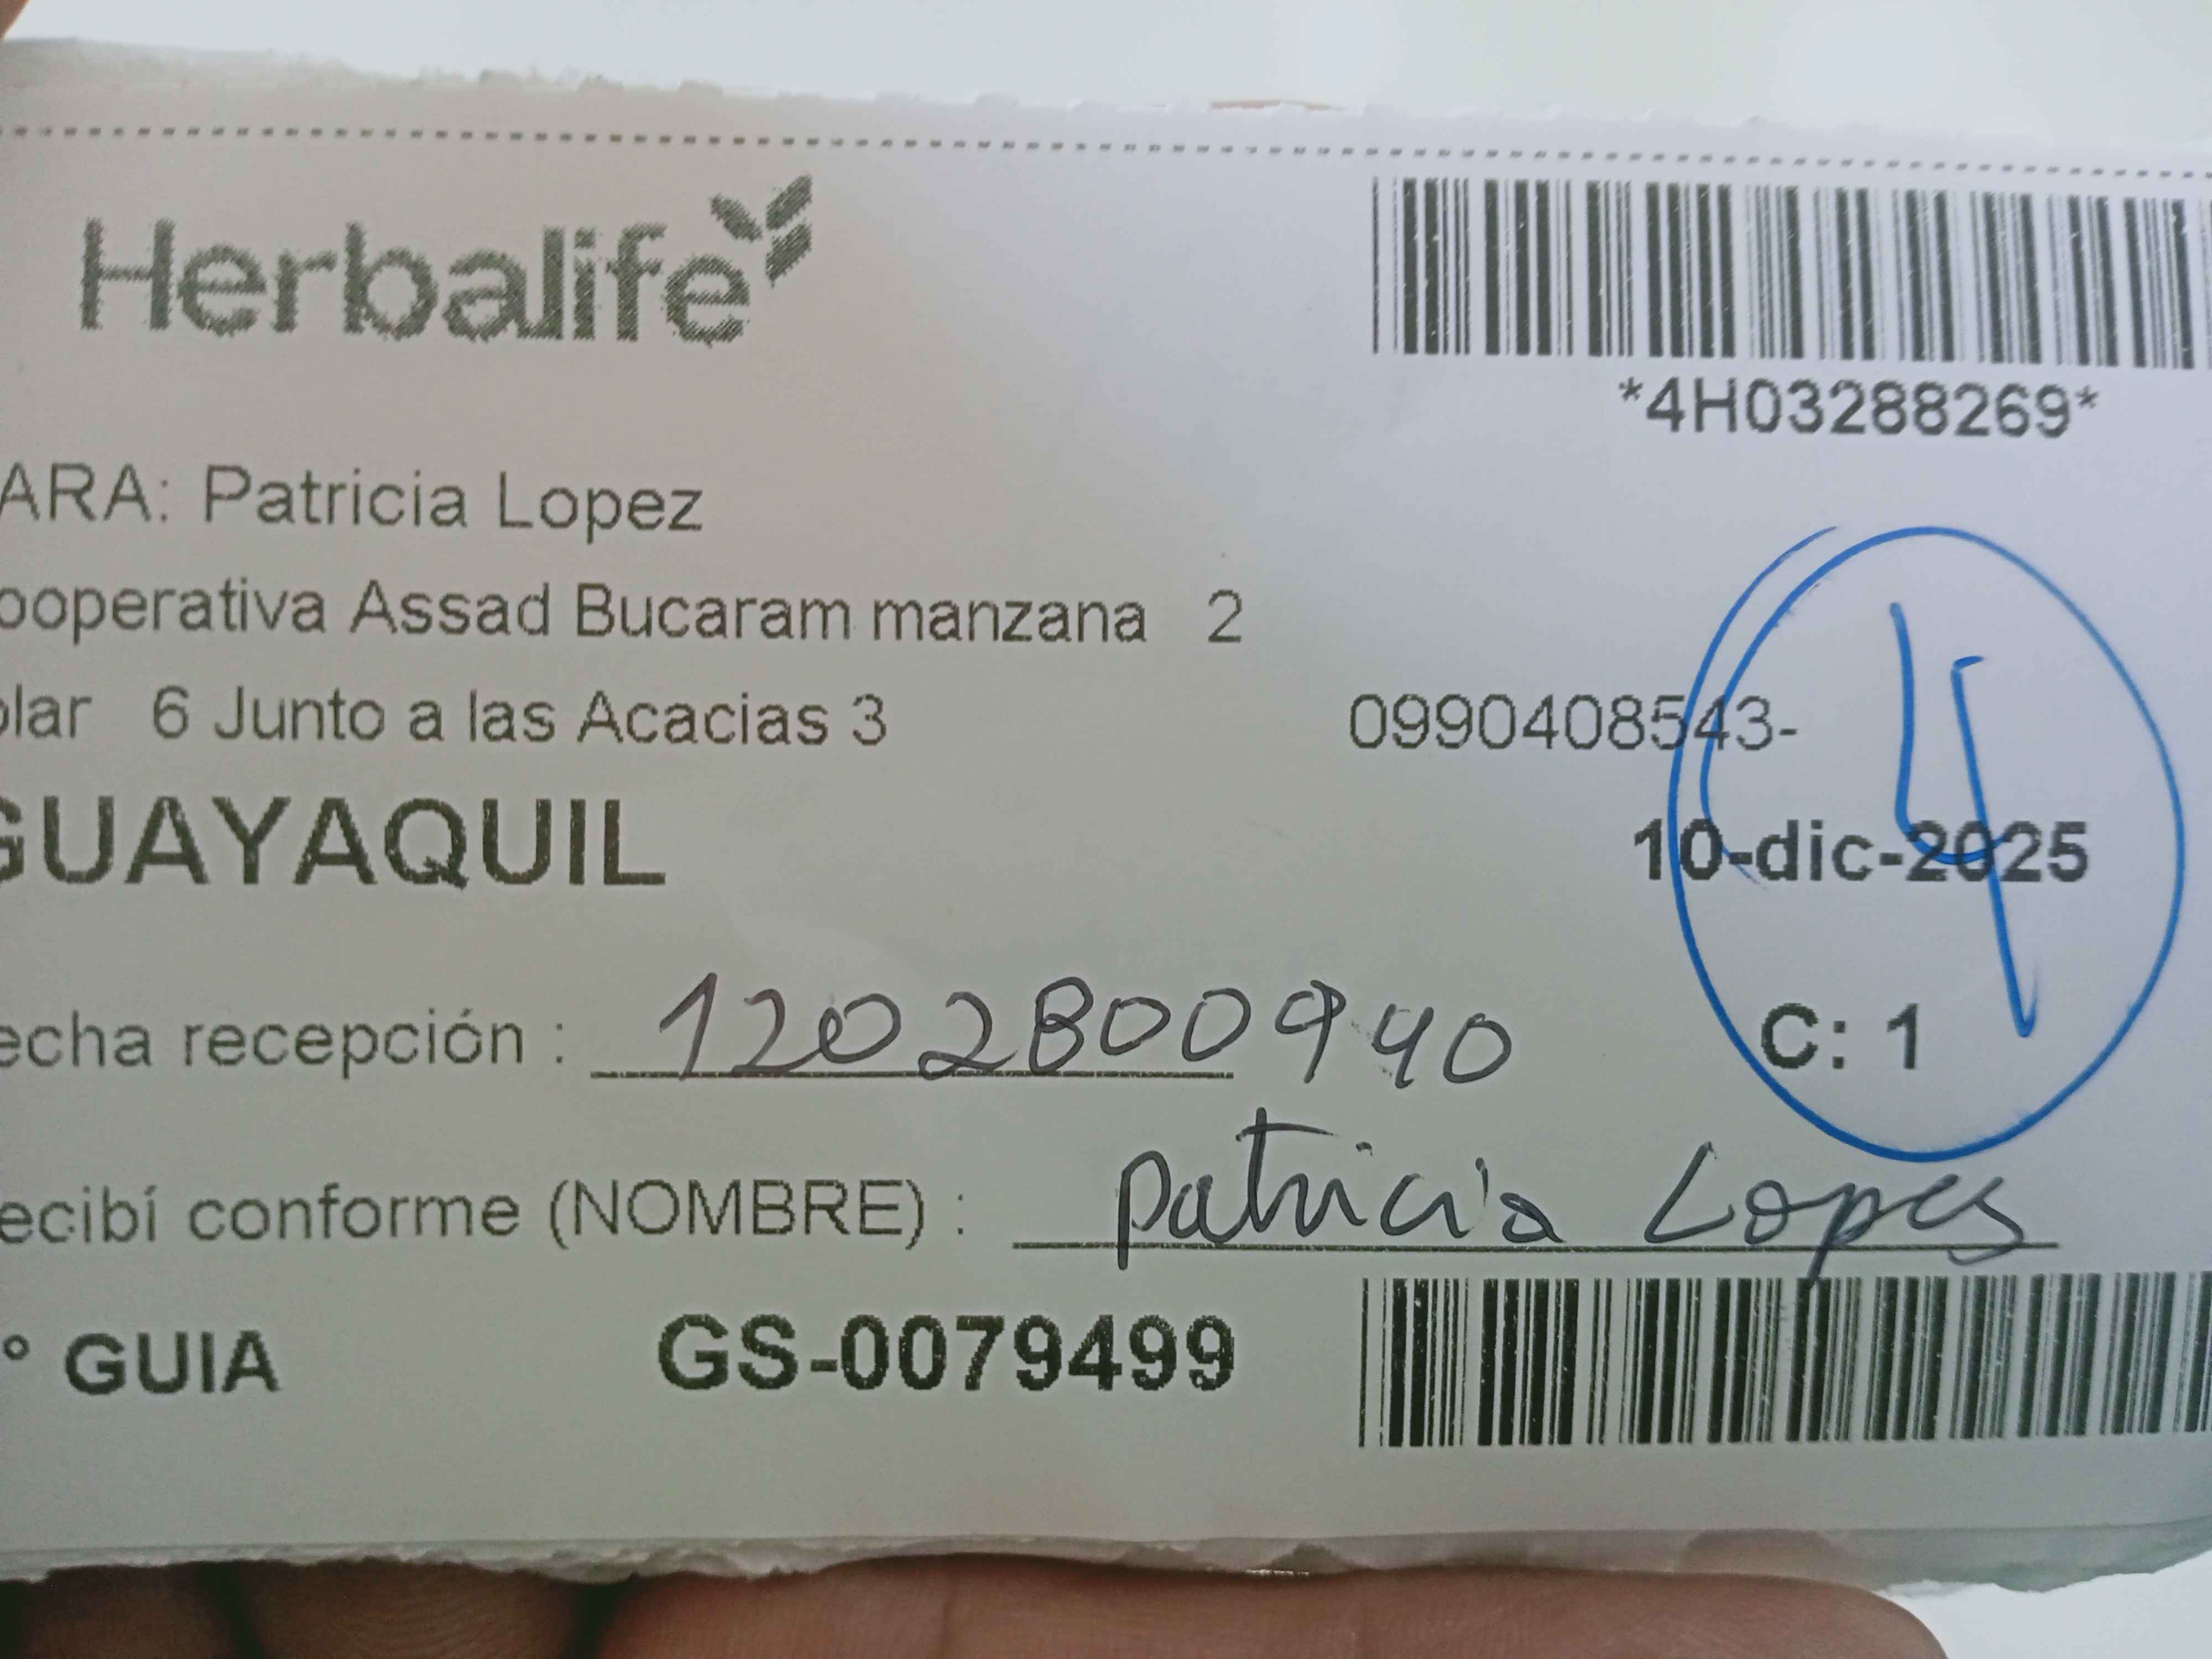 Herbalife
*4H03288269*
ARA: Patricia Lopez
ooperativa Assad Bucaram manzana 2
olar 6 Junto a las Acacias 3 0990408543-
GUAYAQUIL
10-dic-2025
4
echa recepción : 1202800940
C: 1
ecibí conforme (NOMBRE) : Patricia Lopes
° GUIA GS-0079499